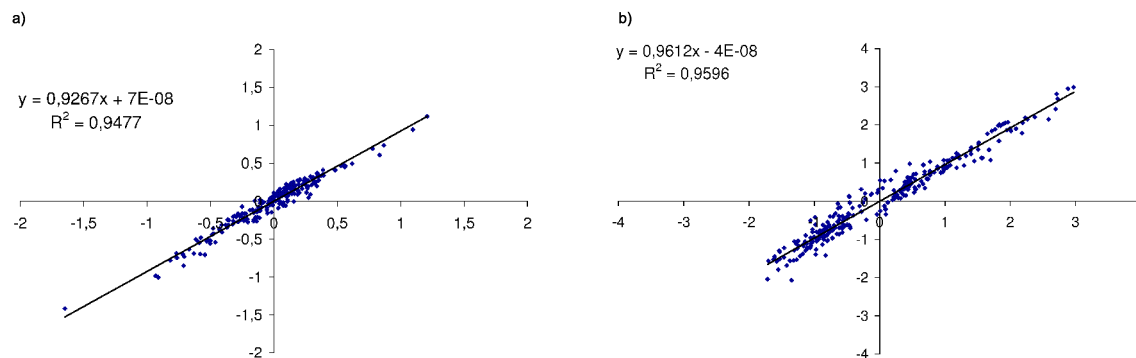 a)
y = 0,9267x + 7E-08
R² = 0,9477
2
1,5
1
0,5
0
-0,5
-1
-1,5
-2
-2 -1,5 -1 -0,5 0 0,5 1 1,5 2
b)
y = 0,9612x - 4E-08
R² = 0,9596
4
3
2
1
0
-1
-2
-3
-4
-4 -3 -2 -1 0 1 2 3